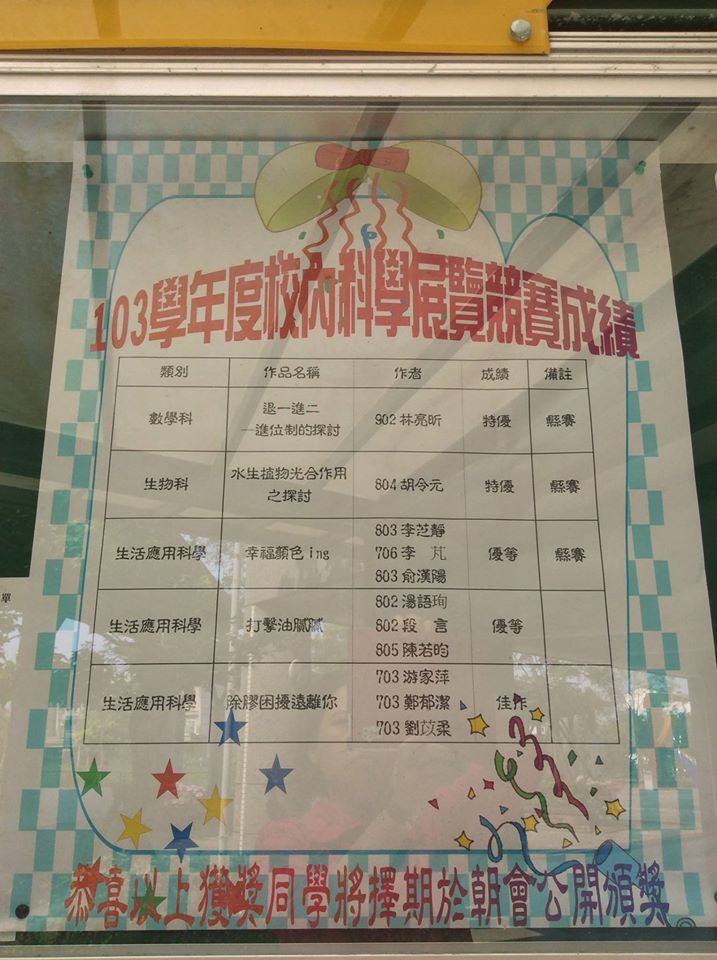 103學年度校內科學展覽競賽成績
類別 作品名稱 作者 成績 備註
數學科 退一進二 902 林亮昕 特優 縣賽
一進位制的探討
生物科 水生植物光合作用 804 胡令元 特優 縣賽
之探討
803 李芝靜
生活應用科學 幸福顏色 ing 706 李 芃 優等 縣賽
803 俞漢陽
802 湯語珣
生活應用科學 打擊油膩膩 802 段 言 優等
805 陳若昀
703 游家萍
生活應用科學 除膠困擾遠離你 703 鄭郁潔 佳作
703 劉苡柔
恭喜以上獲獎同學將擇期於朝會公開頒獎
單